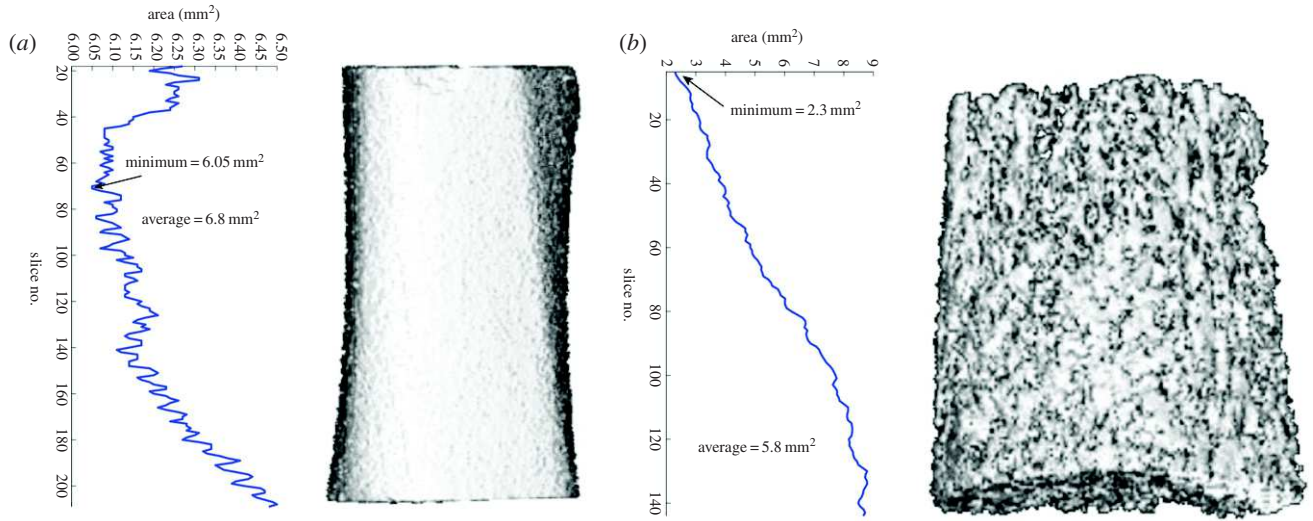 (a)
area (mm²)
6.00 6.05 6.10 6.15 6.20 6.25 6.30 6.35 6.40 6.45 6.50
20
40
60
80
100
120
140
160
180
200
slice no.
minimum = 6.05 mm²
average = 6.8 mm²
(b)
area (mm²)
2 3 4 5 6 7 8 9
20
40
60
80
100
120
140
slice no.
minimum = 2.3 mm²
average = 5.8 mm²